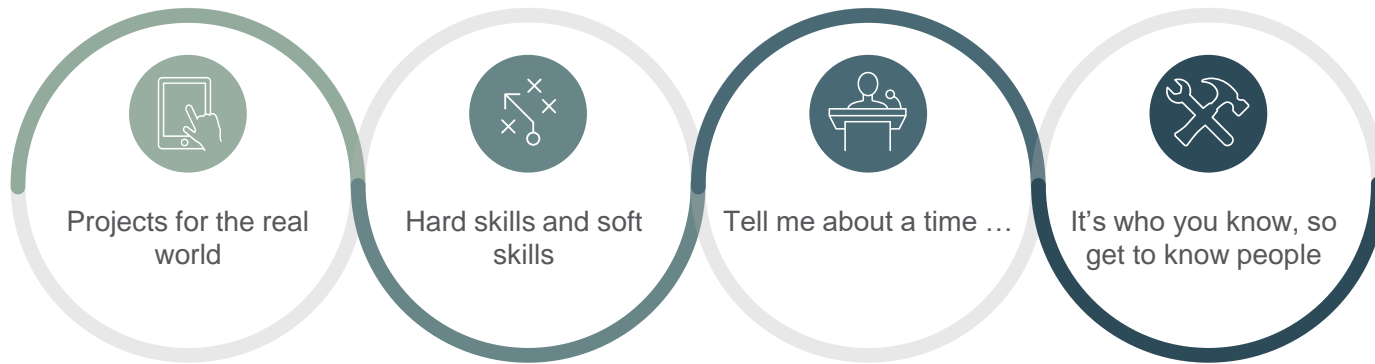 Projects for the real
world
Hard skills and soft
skills
Tell me about a time …
It’s who you know, so
get to know people